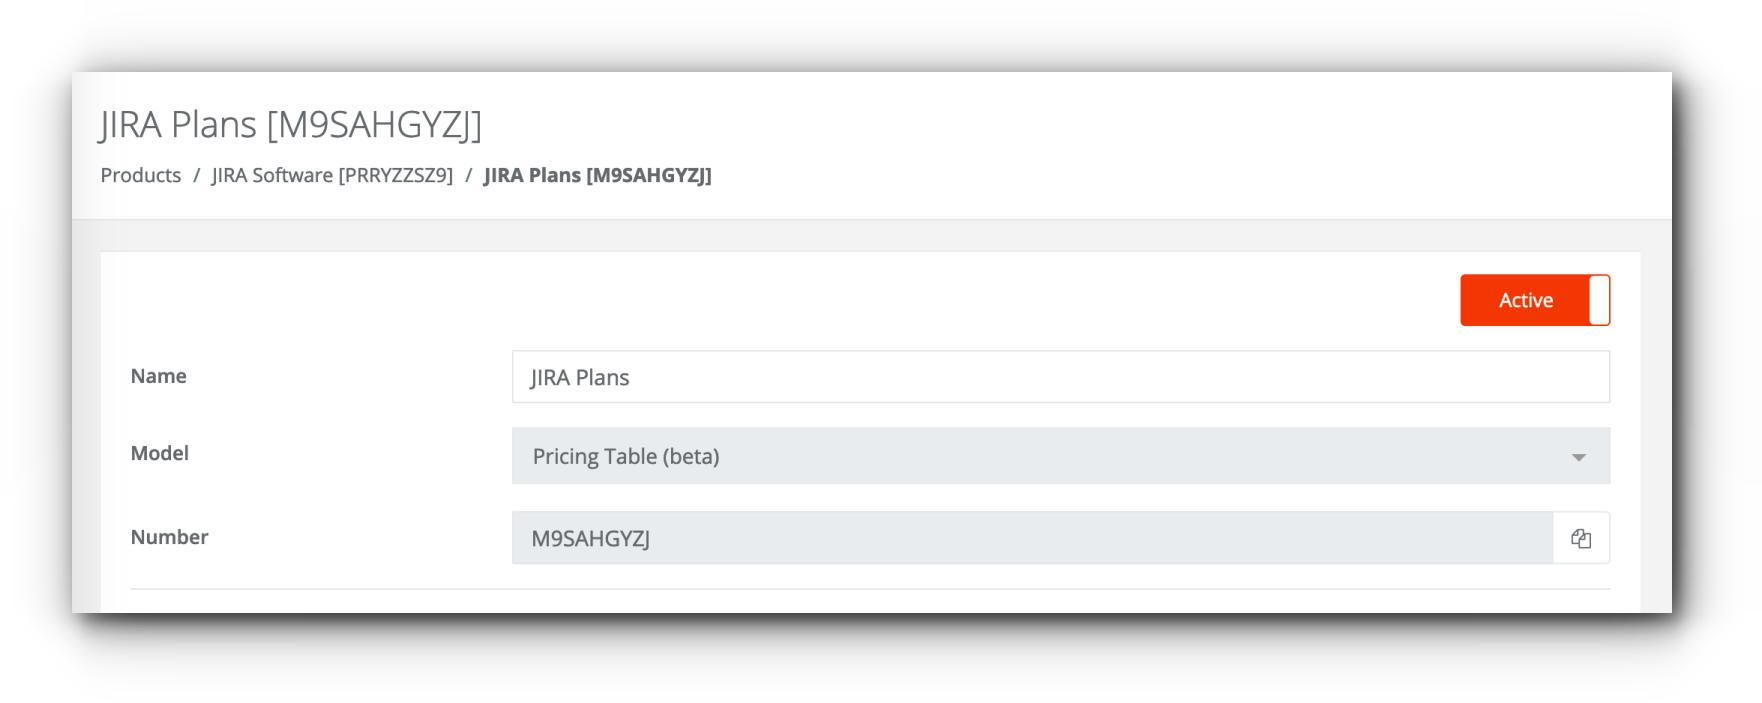 JIRA Plans [M9SAHGYZJ]
Products / JIRA Software [PRRYZZSZ9] / JIRA Plans [M9SAHGYZJ]
Active
Name
JIRA Plans
Model
Pricing Table (beta)
Number
M9SAHGYZJ